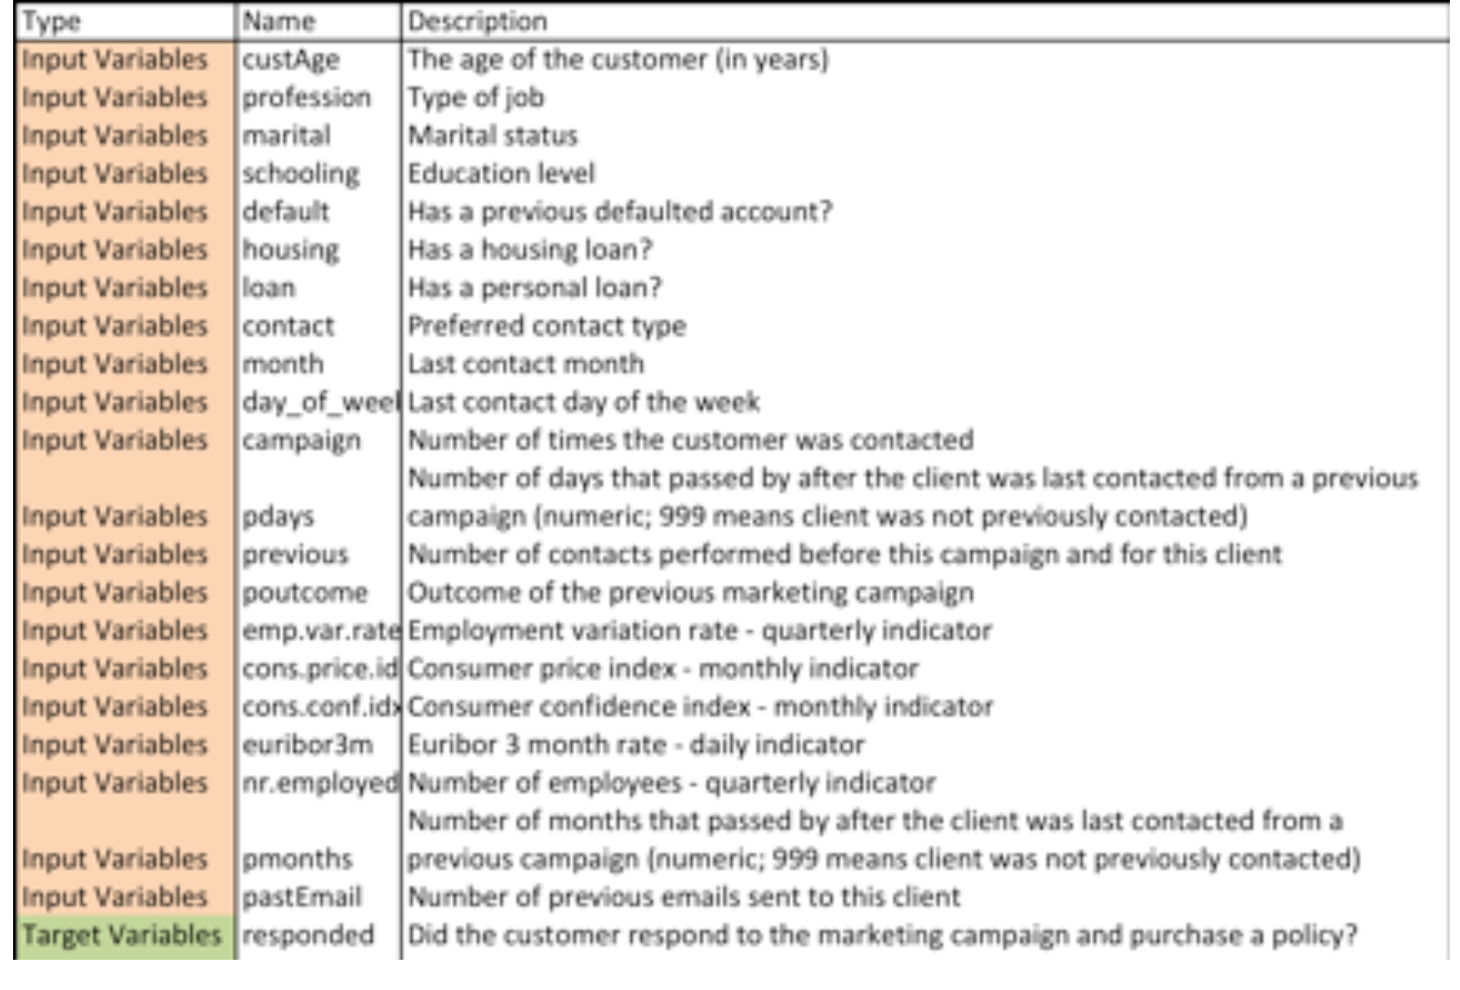 Type Name Description
Input Variables custAge The age of the customer (in years)
Input Variables profession Type of job
Input Variables marital Marital status
Input Variables schooling Education level
Input Variables default Has a previous defaulted account?
Input Variables housing Has a housing loan?
Input Variables loan Has a personal loan?
Input Variables contact Preferred contact type
Input Variables month Last contact month
Input Variables day_of_week Last contact day of the week
Input Variables campaign Number of times the customer was contacted
Number of days that passed by after the client was last contacted from a previous
Input Variables pdays campaign (numeric; 999 means client was not previously contacted)
Input Variables previous Number of contacts performed before this campaign and for this client
Input Variables poutcome Outcome of the previous marketing campaign
Input Variables emp.var.rate Employment variation rate - quarterly indicator
Input Variables cons.price.id Consumer price index - monthly indicator
Input Variables cons.conf.idx Consumer confidence index - monthly indicator
Input Variables euribor3m Euribor 3 month rate - daily indicator
Input Variables nr.employed Number of employees - quarterly indicator
Number of months that passed by after the client was last contacted from a
Input Variables pmonths previous campaign (numeric; 999 means client was not previously contacted)
Input Variables pastEmail Number of previous emails sent to this client
Target Variables responded Did the customer respond to the marketing campaign and purchase a policy?